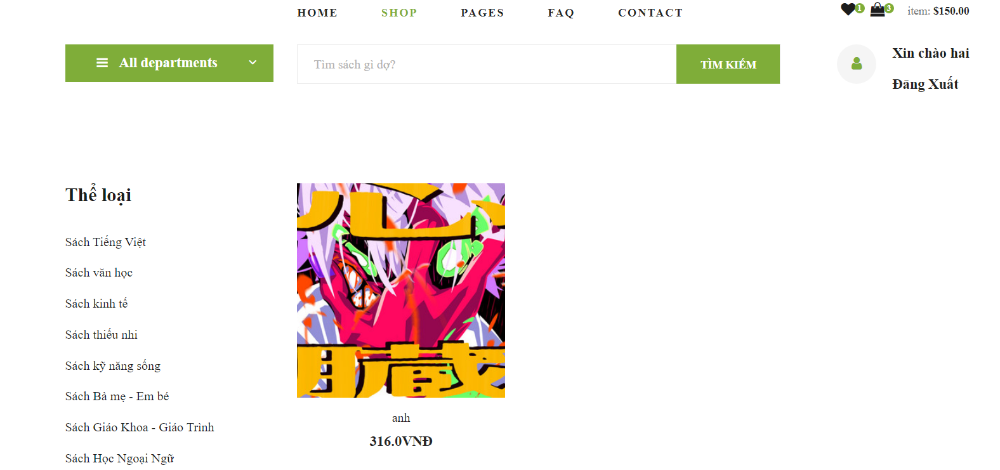 HOME SHOP PAGES FAQ CONTACT
1 3 item: $150.00
All departments
Tìm sách gì dợ?
TÌM KIẾM
Xin chào hai
Đăng Xuất
Thể loại
Sách Tiếng Việt
Sách văn học
Sách kinh tế
Sách thiếu nhi
Sách kỹ năng sống
Sách Bà mẹ - Em bé
Sách Giáo Khoa - Giáo Trình
Sách Học Ngoại Ngữ
anh
316.0VNĐ